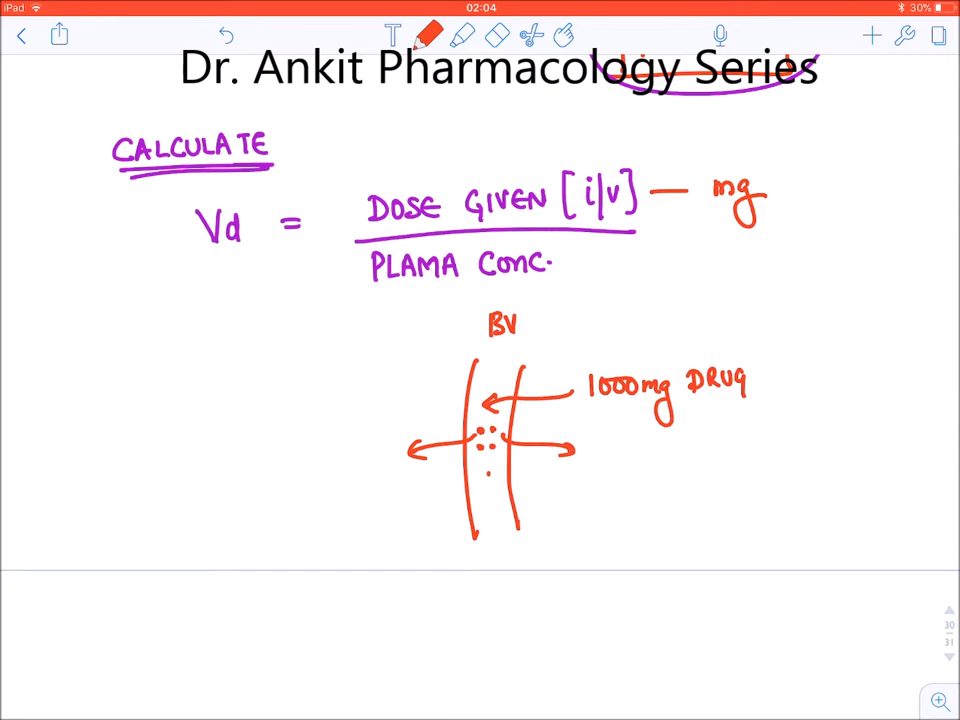 iPad 02:04 30%
T
Dr. Ankit Pharmacology Series
CALCULATE
Vd = DOSE GIVEN [i/v] — mg
PLAMA CONC.
BV
1000mg DRUG
30
31